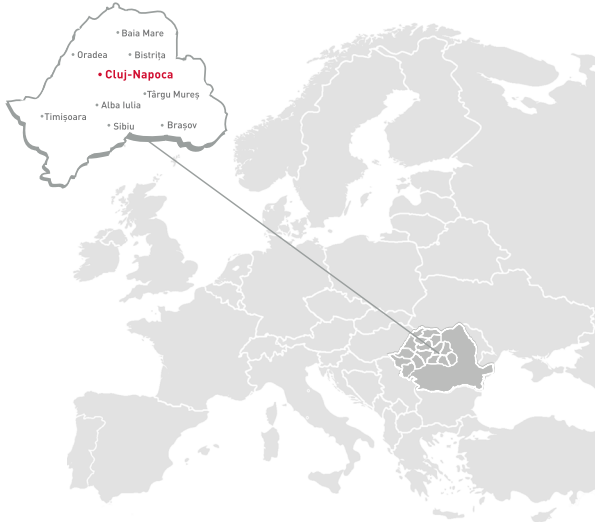 Baia Mare
Oradea
Bistrița
Cluj-Napoca
Târgu Mureș
Alba Iulia
Timișoara
Sibiu
Brașov